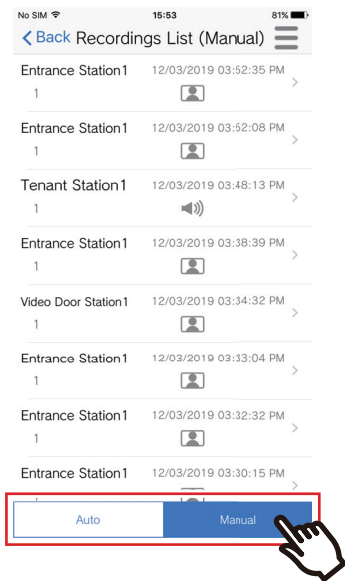 No SIM 15:53 81%
Back Recordings List (Manual)
Entrance Station1 12/03/2019 03:52:35 PM
1
Entrance Station1 12/03/2019 03:52:08 PM
1
Tenant Station1 12/03/2019 03:48:13 PM
1
Entrance Station1 12/03/2019 03:38:39 PM
1
Video Door Station1 12/03/2019 03:34:32 PM
1
Entrance Station1 12/03/2019 03:33:04 PM
1
Entrance Station1 12/03/2019 03:32:32 PM
1
Entrance Station1 12/03/2019 03:30:15 PM
Auto Manual